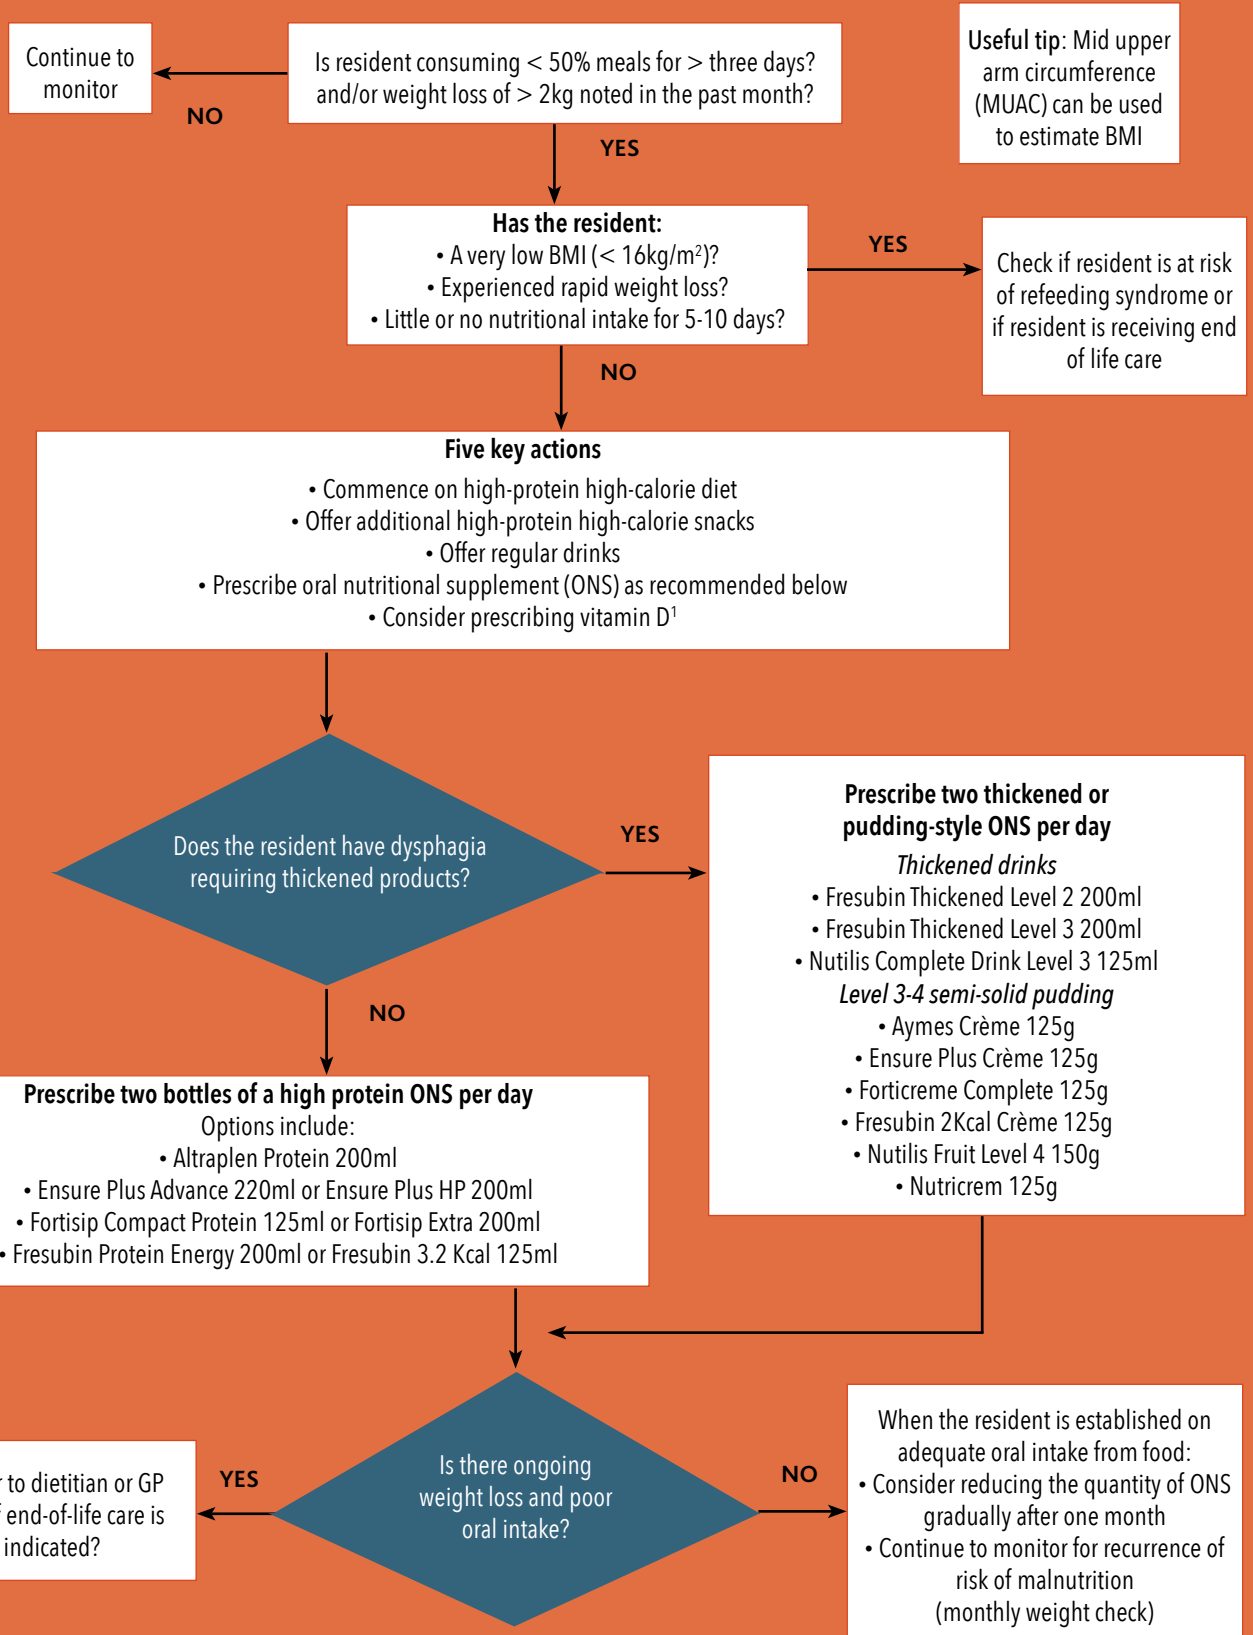 Continue to
monitor
NO
Is resident consuming < 50% meals for > three days?
and/or weight loss of > 2kg noted in the past month?
Useful tip: Mid upper
arm circumference
(MUAC) can be used
to estimate BMI
YES
Has the resident:
• A very low BMI (< 16kg/m²)?
• Experienced rapid weight loss?
• Little or no nutritional intake for 5-10 days?
YES
Check if resident is at risk
of refeeding syndrome or
if resident is receiving end
of life care
NO
Five key actions
• Commence on high-protein high-calorie diet
• Offer additional high-protein high-calorie snacks
• Offer regular drinks
• Prescribe oral nutritional supplement (ONS) as recommended below
• Consider prescribing vitamin D¹
Does the resident have dysphagia
requiring thickened products?
YES
Prescribe two thickened or
pudding-style ONS per day
Thickened drinks
• Fresubin Thickened Level 2 200ml
• Fresubin Thickened Level 3 200ml
• Nutilis Complete Drink Level 3 125ml
Level 3-4 semi-solid pudding
• Aymes Crème 125g
• Ensure Plus Crème 125g
• Forticreme Complete 125g
• Fresubin 2Kcal Crème 125g
• Nutilis Fruit Level 4 150g
• Nutricrem 125g
NO
Prescribe two bottles of a high protein ONS per day
Options include:
• Altraplen Protein 200ml
• Ensure Plus Advance 220ml or Ensure Plus HP 200ml
• Fortisip Compact Protein 125ml or Fortisip Extra 200ml
• Fresubin Protein Energy 200ml or Fresubin 3.2 Kcal 125ml
Is there ongoing
weight loss and poor
oral intake?
YES
to dietitian or GP
end-of-life care is
indicated?
NO
When the resident is established on
adequate oral intake from food:
• Consider reducing the quantity of ONS
gradually after one month
• Continue to monitor for recurrence of
risk of malnutrition
(monthly weight check)